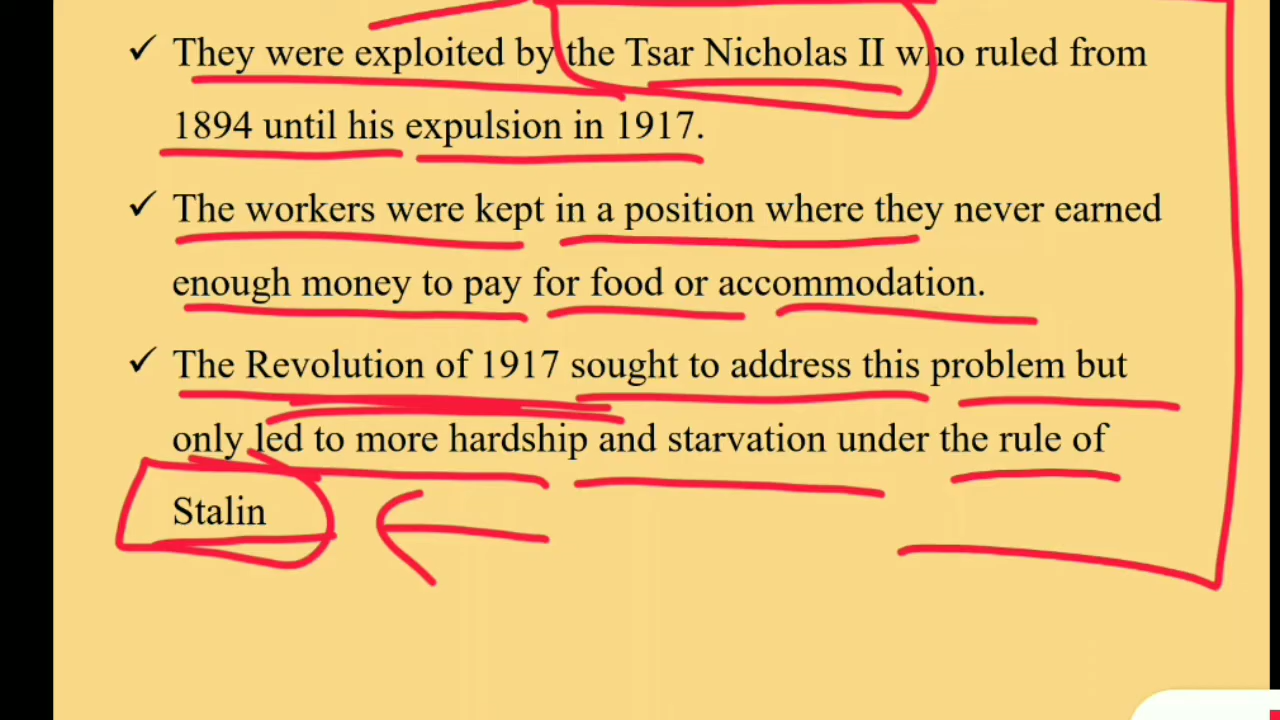 ✓ They were exploited by the Tsar Nicholas II who ruled from
1894 until his expulsion in 1917.
✓ The workers were kept in a position where they never earned
enough money to pay for food or accommodation.
✓ The Revolution of 1917 sought to address this problem but
only led to more hardship and starvation under the rule of
Stalin